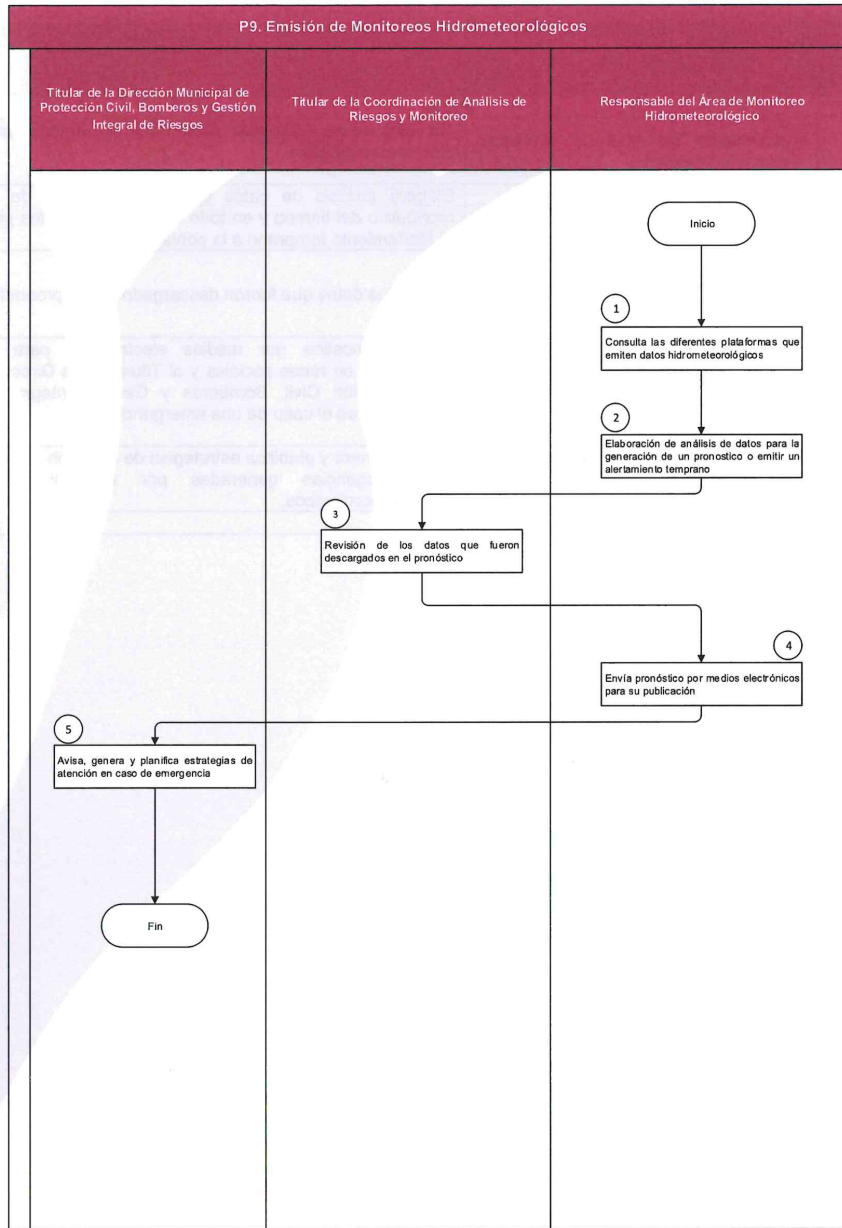 P9. Emisión de Monitoreos Hidrometeorológicos
Titular de la Dirección Municipal de
Protección Civil, Bomberos y Gestión
Integral de Riesgos
Titular de la Coordinación de Análisis de
Riesgos y Monitoreo
Responsable del Área de Monitoreo
Hidrometeorológico
Inicio
1
Consulta las diferentes plataformas que
emiten datos hidrometeorológicos
2
Elaboración de análisis de datos para la
generación de un pronostico o emitir un
alertamiento temprano
3
Revisión de los datos que fueron
descargados en el pronóstico
4
Envía pronóstico por medios electrónicos
para su publicación
5
Avisa, genera y planifica estrategias de
atención en caso de emergencia
Fin